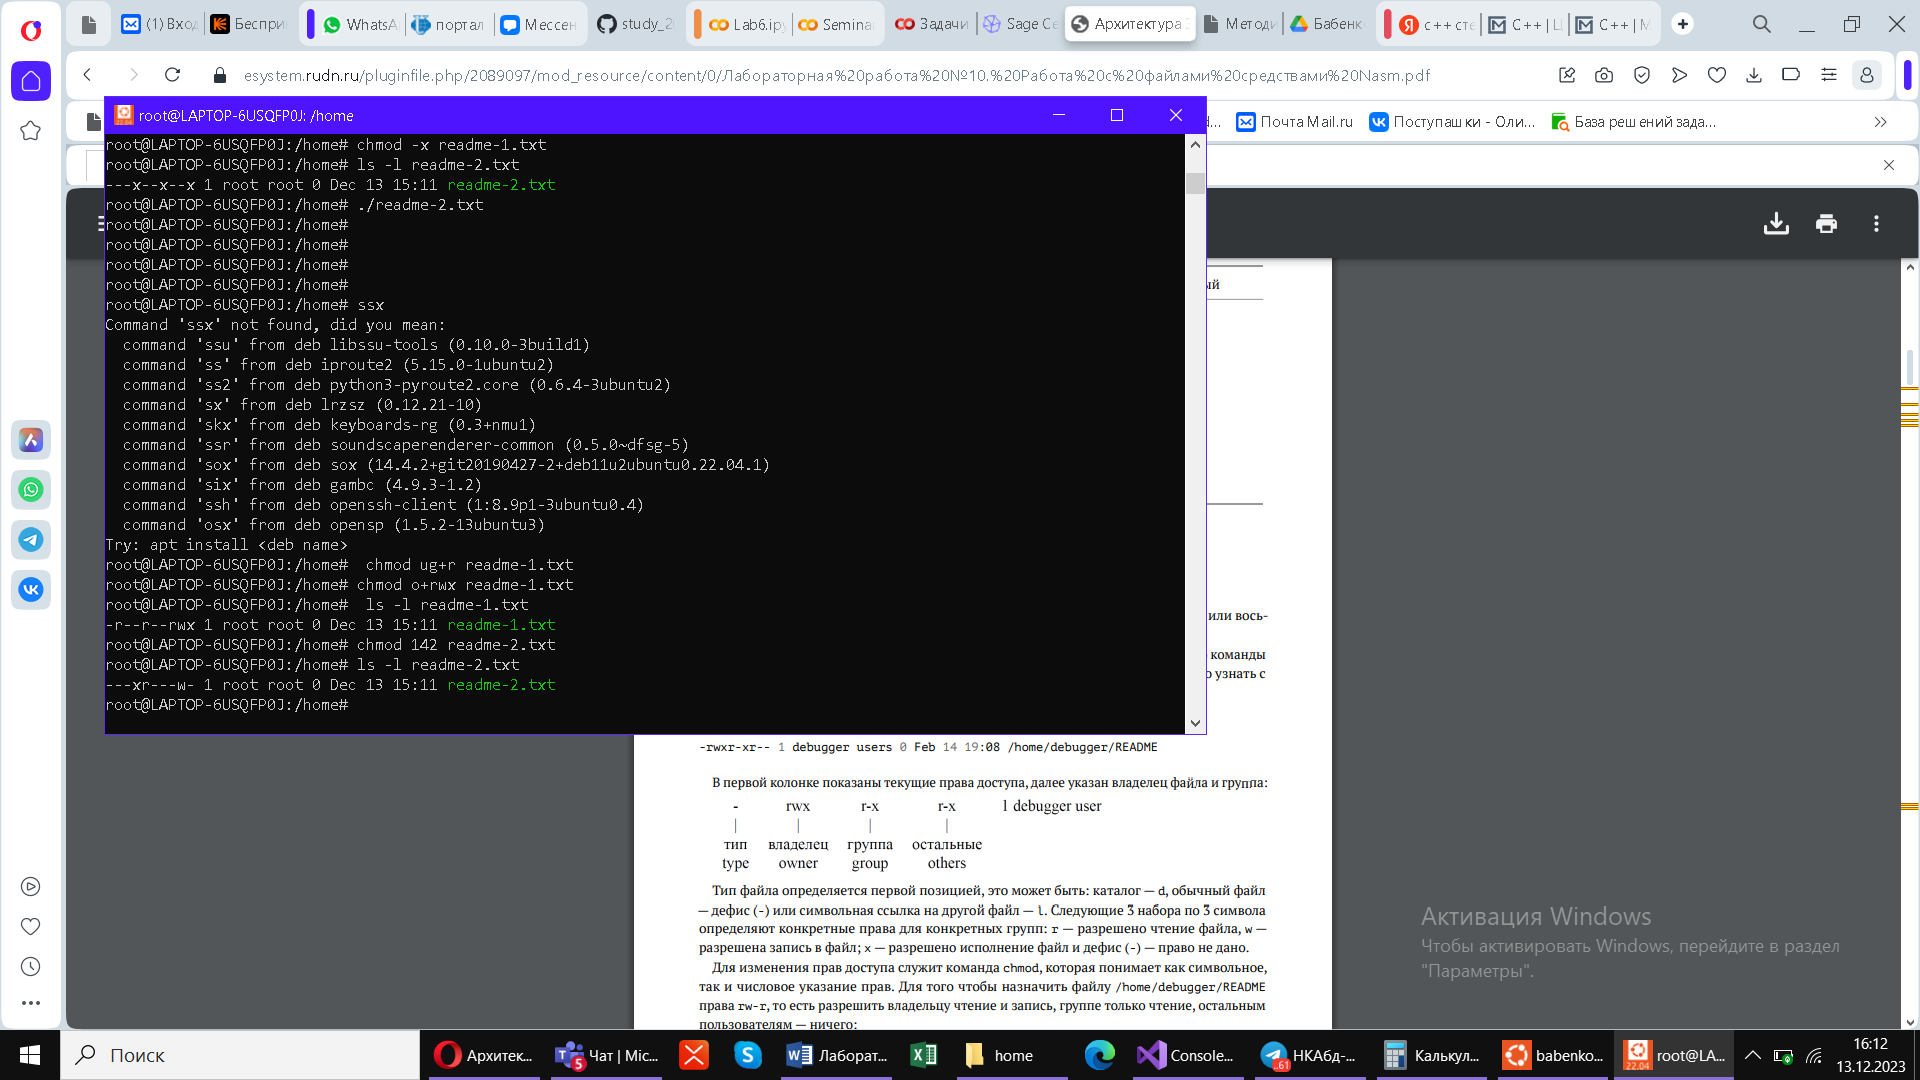 (1) Вход
Беспри
WhatsA
портал
Мессен
study_2
Lab6.ip
Semina
Задачи
Sage Ce
Архитектура
Методи
Бабенк
с++ сте
C++ | Ц
C++ | М
esystem.rudn.ru/pluginfile.php/2089097/mod_resource/content/0/Лабораторная%20работа%20№10.%20Работа%20с%20файлами%20средствами%20Nasm.pdf
Почта Mail.ru
Поступашки - Оли...
База решений зада...
root@LAPTOP-6USQFP0J: /home
root@LAPTOP-6USQFP0J:/home# chmod -x readme-1.txt
root@LAPTOP-6USQFP0J:/home# ls -l readme-2.txt
---x--x--x 1 root root 0 Dec 13 15:11 readme-2.txt
root@LAPTOP-6USQFP0J:/home# ./readme-2.txt
root@LAPTOP-6USQFP0J:/home#
root@LAPTOP-6USQFP0J:/home#
root@LAPTOP-6USQFP0J:/home#
root@LAPTOP-6USQFP0J:/home#
root@LAPTOP-6USQFP0J:/home# ssx
Command 'ssx' not found, did you mean:
command 'ssu' from deb libssu-tools (0.10.0-3build1)
command 'ss' from deb iproute2 (5.15.0-1ubuntu2)
command 'ss2' from deb python3-pyroute2.core (0.6.4-3ubuntu2)
command 'sx' from deb lrzsz (0.12.21-10)
command 'skx' from deb keyboards-rg (0.3+nmu1)
command 'ssr' from deb soundscaperenderer-common (0.5.0~dfsg-5)
command 'sox' from deb sox (14.4.2+git20190427-2+deb11u2ubuntu0.22.04.1)
command 'six' from deb gambc (4.9.3-1.2)
command 'ssh' from deb openssh-client (1:8.9p1-3ubuntu0.4)
command 'osx' from deb opensp (1.5.2-13ubuntu3)
Try: apt install <deb name>
root@LAPTOP-6USQFP0J:/home#  chmod ug+r readme-1.txt
root@LAPTOP-6USQFP0J:/home# chmod o+rwx readme-1.txt
root@LAPTOP-6USQFP0J:/home#  ls -l readme-1.txt
-r--r--rwx 1 root root 0 Dec 13 15:11 readme-1.txt
root@LAPTOP-6USQFP0J:/home# chmod 142 readme-2.txt
root@LAPTOP-6USQFP0J:/home# ls -l readme-2.txt
---xr---w- 1 root root 0 Dec 13 15:11 readme-2.txt
root@LAPTOP-6USQFP0J:/home#
ый
или вось-
команды
о узнать с
-rwxr-xr-- 1 debugger users 0 Feb 14 19:08 /home/debugger/README
В первой колонке показаны текущие права доступа, далее указан владелец файла и группа:
- rwx r-x r-x 1 debugger user
тип владелец группа остальные
type owner group others
Тип файла определяется первой позицией, это может быть: каталог — d, обычный файл
— дефис (-) или символьная ссылка на другой файл — l. Следующие 3 набора по 3 символа
определяют конкретные права для конкретных групп: r — разрешено чтение файла, w —
разрешена запись в файл; x — разрешено исполнение файл и дефис (-) — право не дано.
Для изменения прав доступа служит команда chmod, которая понимает как символьное,
так и числовое указание прав. Для того чтобы назначить файлу /home/debugger/README
права rw-r, то есть разрешить владельцу чтение и запись, группе только чтение, остальным
пользователям — ничего:
Активация Windows
Чтобы активировать Windows, перейдите в раздел
"Параметры".
Поиск
Архитек...
Чат | Mic...
Лаборат...
home
Console...
НКАбд-...
Калькул...
babenko...
root@LA...
16:12
13.12.2023